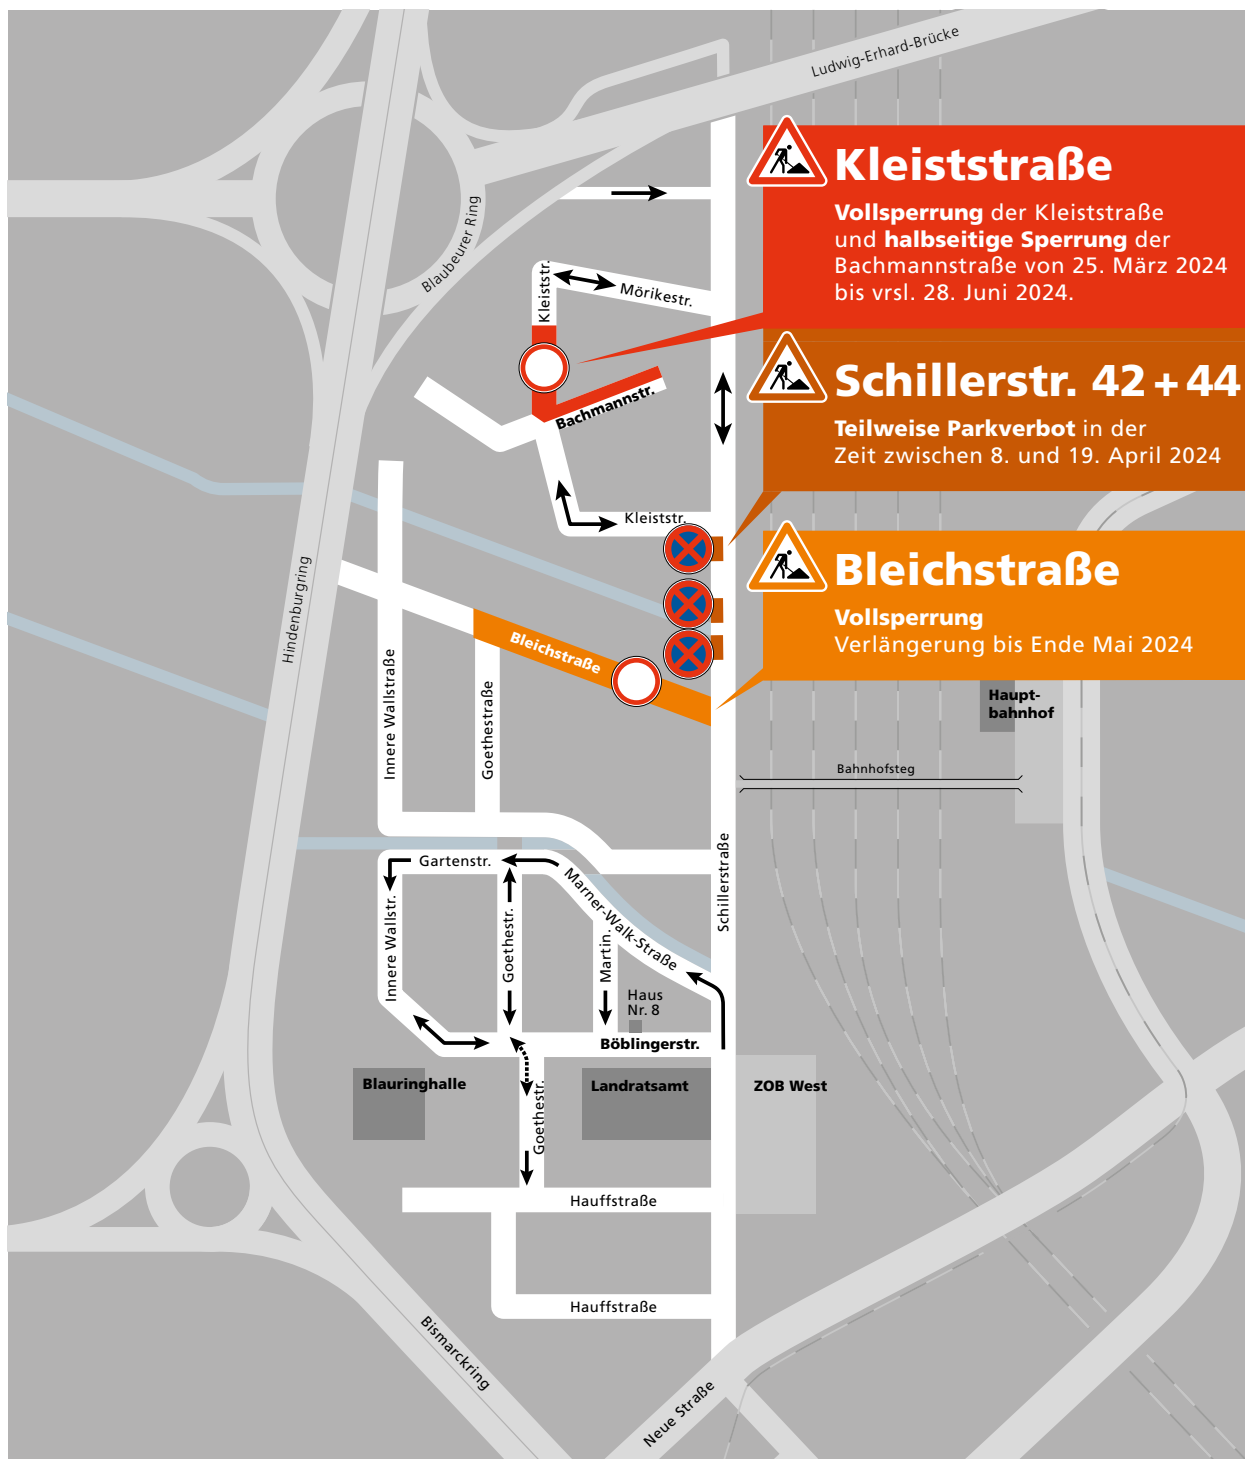 Ludwig-Erhard-Brücke
Kleiststraße
Vollsperrung der Kleiststraße
und halbseitige Sperrung der
Bachmannstraße von 25. März 2024
bis vrsl. 28. Juni 2024.
Blaubeurer Ring
Kleiststr.
Mörikestr.
Schillerstr. 42 + 44
Teilweise Parkverbot in der
Zeit zwischen 8. und 19. April 2024
Bachmannstr.
Kleiststr.
Bleichstraße
Vollsperrung
Verlängerung bis Ende Mai 2024
Hindenburgring
Bleichstraße
Innere Wallstraße
Goethestraße
Haupt-
bahnhof
Bahnhofsteg
Schillerstraße
Gartenstr.
Marner-Walk-Straße
Innere Wallstr.
Goethestr.
Martin.
Haus
Nr. 8
Böblingerstr.
Blauringhalle
Goethestr.
Landratsamt
ZOB West
Hauffstraße
Hauffstraße
Bismarckring
Neue Straße